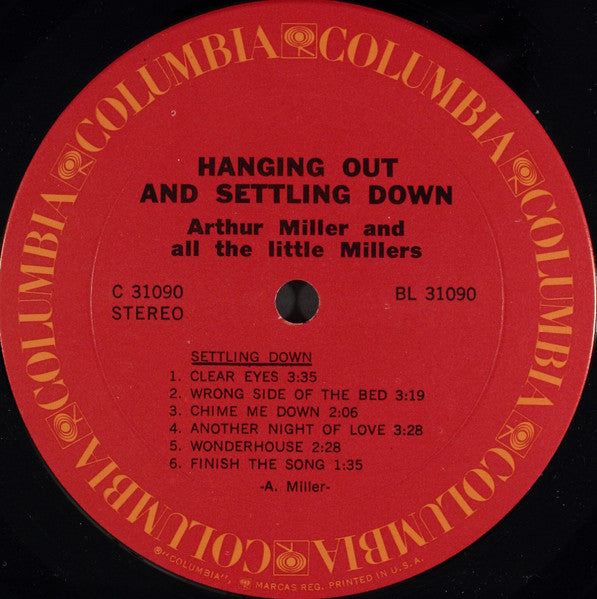 COLUMBIA COLUMBIA COLUMBIA COLUMBIA COLUMBIA COLUMBIA
HANGING OUT
AND SETTLING DOWN
Arthur Miller and
all the little Millers
C 31090
STEREO
BL 31090
SETTLING DOWN
1. CLEAR EYES 3:35
2. WRONG SIDE OF THE BED 3:19
3. CHIME ME DOWN 2:06
4. ANOTHER NIGHT OF LOVE 3:28
5. WONDERHOUSE 2:28
6. FINISH THE SONG 1:35
-A. Miller-
®"COLUMBIA", MARCAS REG. PRINTED IN U.S.A.